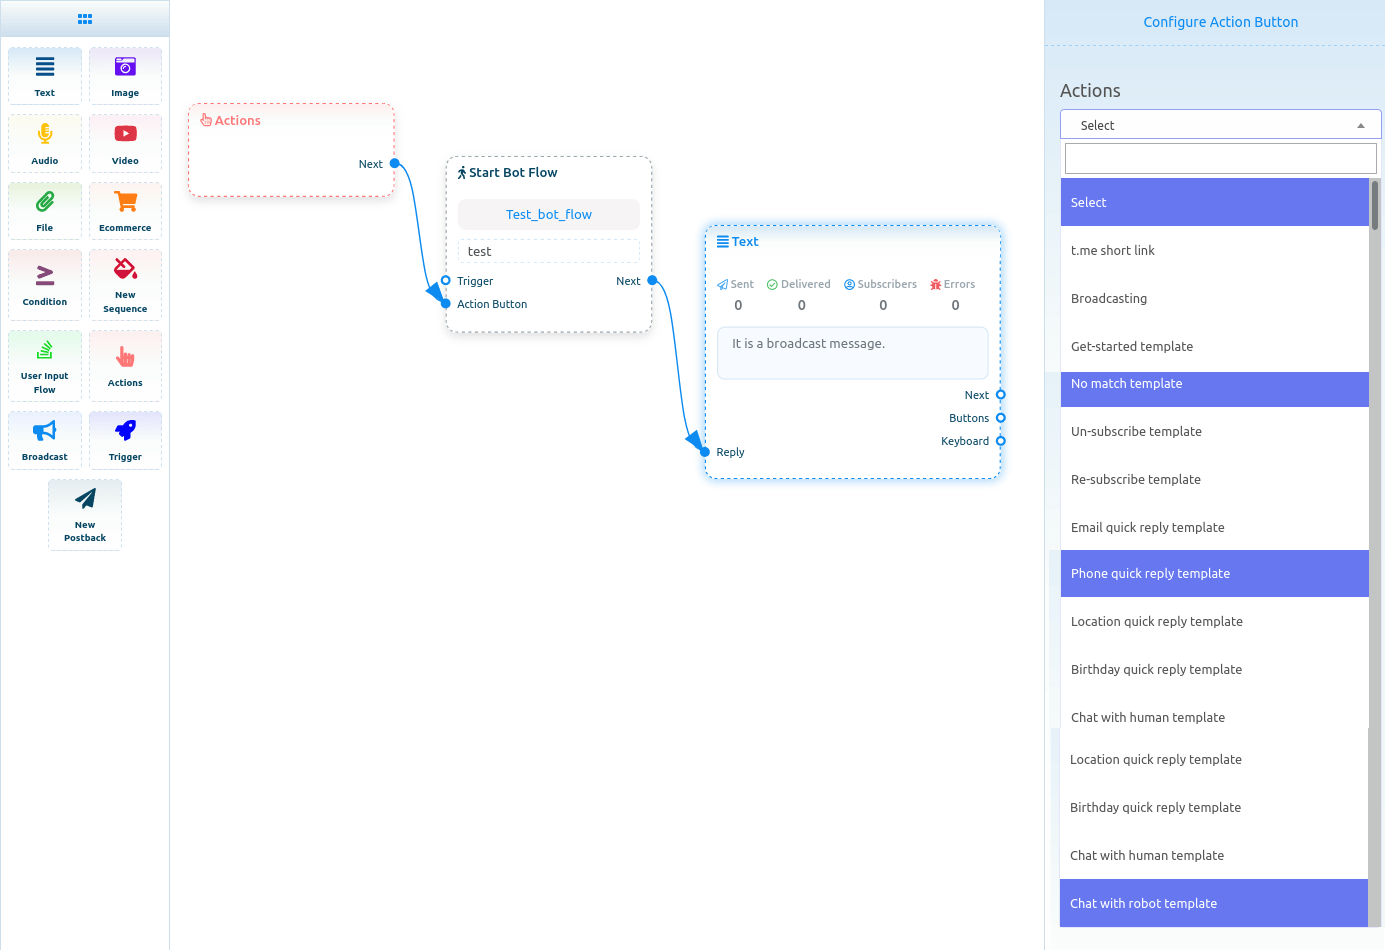 Text
Image
Audio
Video
File
Ecommerce
Condition
New
Sequence
User Input
Flow
Actions
Broadcast
Trigger
New
Postback
Actions
Next
Start Bot Flow
Test_bot_flow
test
Trigger
Next
Action Button
Text
Sent
Delivered
Subscribers
Errors
0
0
0
0
It is a broadcast message.
Next
Buttons
Keyboard
Reply
Configure Action Button
Actions
Select
Select
t.me short link
Broadcasting
Get-started template
No match template
Un-subscribe template
Re-subscribe template
Email quick reply template
Phone quick reply template
Location quick reply template
Birthday quick reply template
Chat with human template
Location quick reply template
Birthday quick reply template
Chat with human template
Chat with robot template